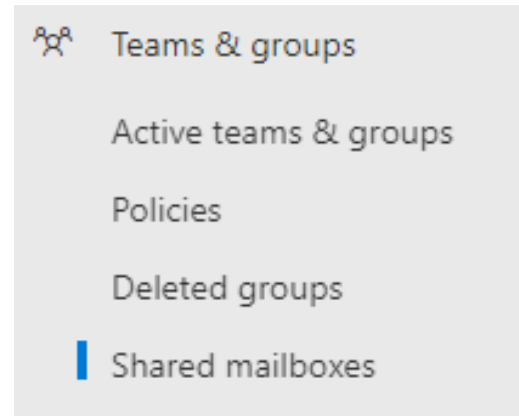 Teams & groups
Active teams & groups
Policies
Deleted groups
Shared mailboxes